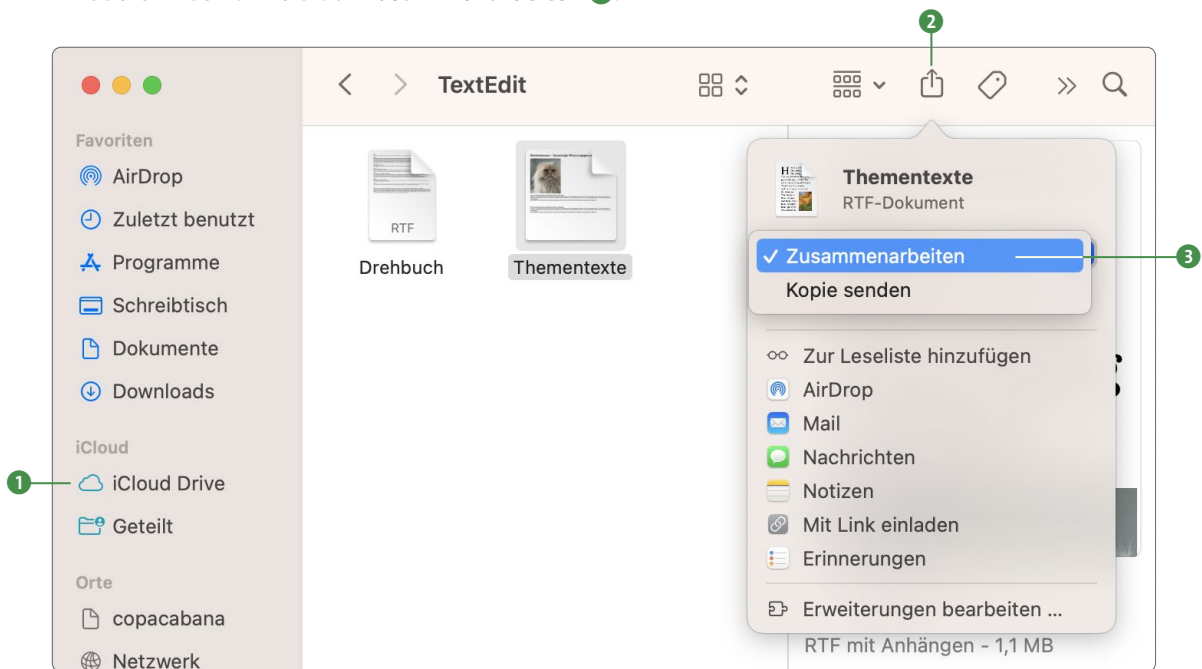 2
TextEdit
Favoriten
AirDrop
Zuletzt benutzt
Programme
Schreibtisch
Dokumente
Downloads
iCloud
1
iCloud Drive
Geteilt
Orte
copacabana
Netzwerk
RTF
Drehbuch
Thementexte
Thementexte
RTF-Dokument
✓ Zusammenarbeiten
3
Kopie senden
Zur Leseliste hinzufügen
AirDrop
Mail
Nachrichten
Notizen
Mit Link einladen
Erinnerungen
Erweiterungen bearbeiten ...
RTF mit Anhängen – 1,1 MB